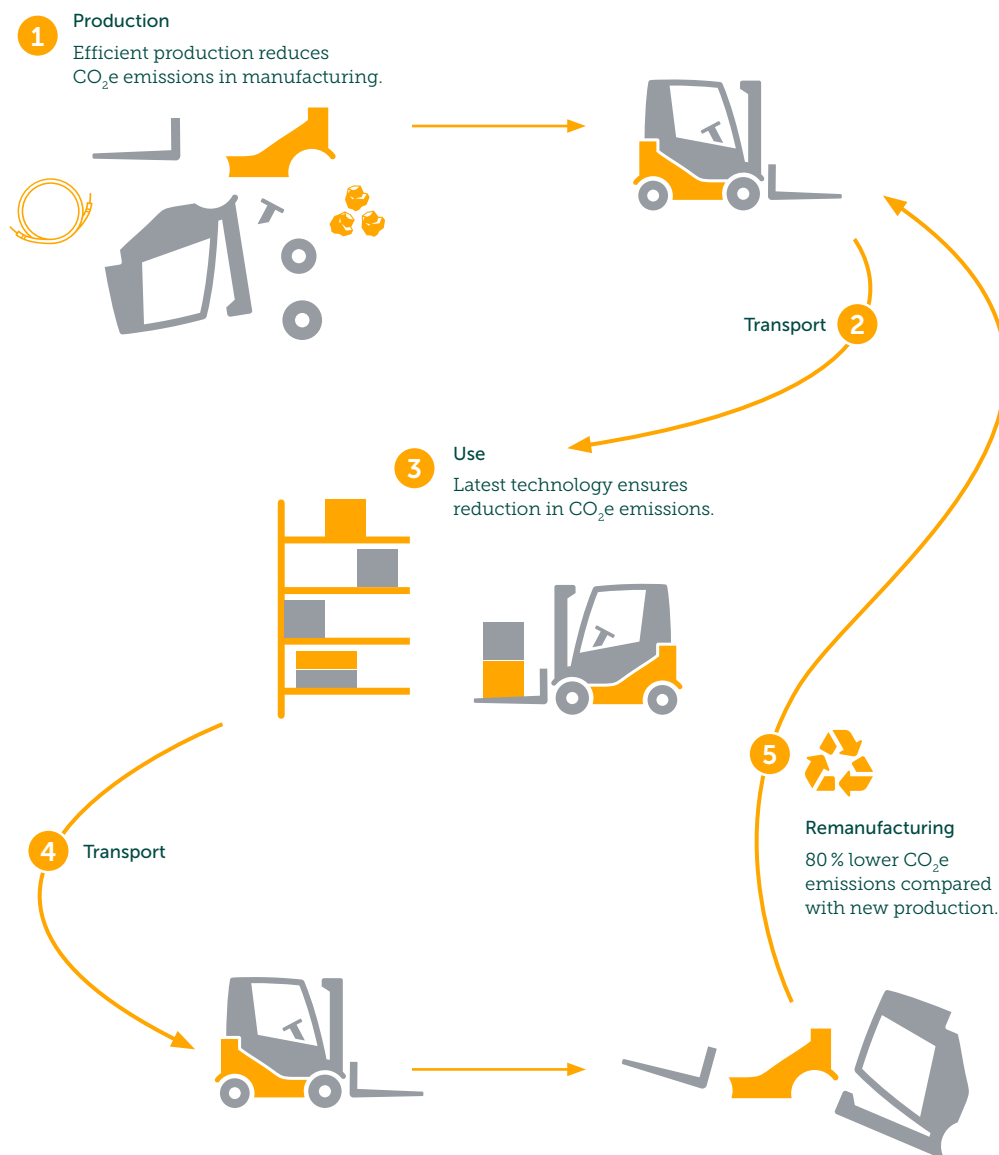 1
Production
Efficient production reduces
CO₂e emissions in manufacturing.
Transport
2
3
Use
Latest technology ensures
reduction in CO₂e emissions.
5
Remanufacturing
80 % lower CO₂e
emissions compared
with new production.
4
Transport